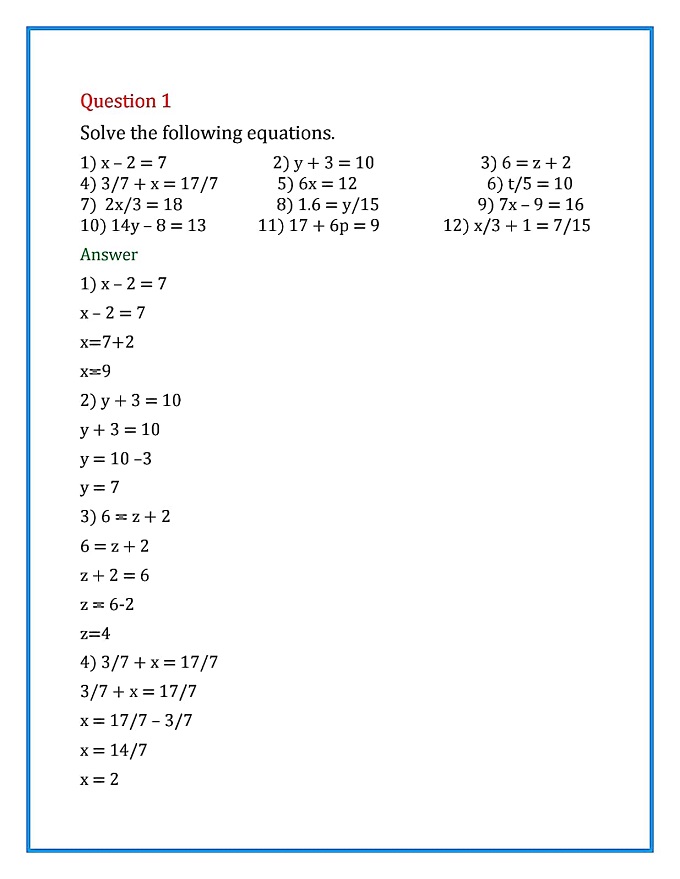 Question 1
Solve the following equations.
1) x – 2 = 7 2) y + 3 = 10 3) 6 = z + 2
4) 3/7 + x = 17/7 5) 6x = 12 6) t/5 = 10
7) 2x/3 = 18 8) 1.6 = y/15 9) 7x – 9 = 16
10) 14y – 8 = 13 11) 17 + 6p = 9 12) x/3 + 1 = 7/15
Answer
1) x – 2 = 7
x – 2 = 7
x=7+2
x=9
2) y + 3 = 10
y + 3 = 10
y = 10 –3
y = 7
3) 6 = z + 2
6 = z + 2
z + 2 = 6
z = 6-2
z=4
4) 3/7 + x = 17/7
3/7 + x = 17/7
x = 17/7 – 3/7
x = 14/7
x = 2